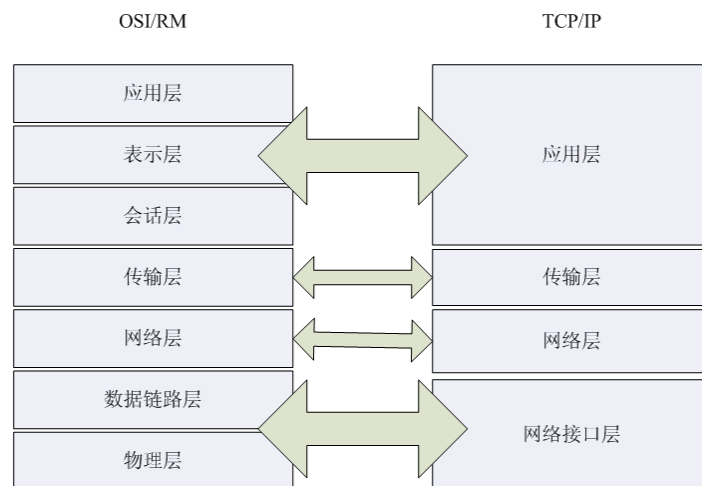 OSI/RM
TCP/IP
应用层
表示层
会话层
传输层
网络层
数据链路层
物理层
应用层
传输层
网络层
网络接口层